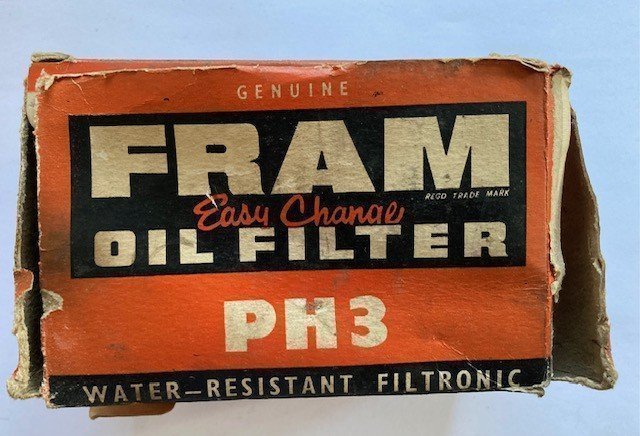 GENUINE
FRAM
REGD TRADE MARK
Easy Change
OIL FILTER
PH3
WATER-RESISTANT FILTRONIC